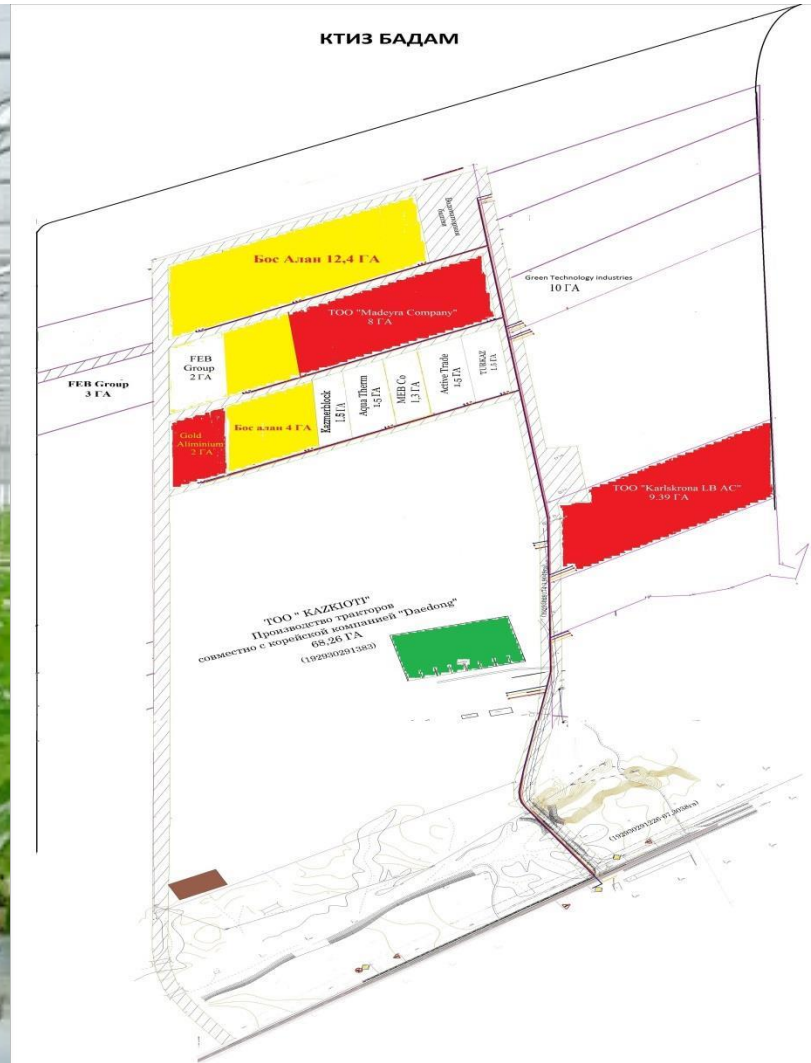 КТИЗ БАДАМ
Бос Алан 12,4 ГА
Green Technology industries
10 ГА
ТОО "Madeyra Company"
8 ГА
FEB
Group
2 ГА
FEB Group
3 ГА
Gold
Aliminium
2 ГА
Бос алан 4 ГА
Kazmerblock
1.5 ГА
Aqua Therm
1,5 ГА
MEB Co
1,3 ГА
Active Trade
1,5 ГА
TURKAZ
ТОО "Karlskrona LB AC"
9.39 ГА
ТОО " KAZKIOTI"
Производство тракторов
совместно с корейской компанией "Daedong"
68,26 ГА
(192930291383)